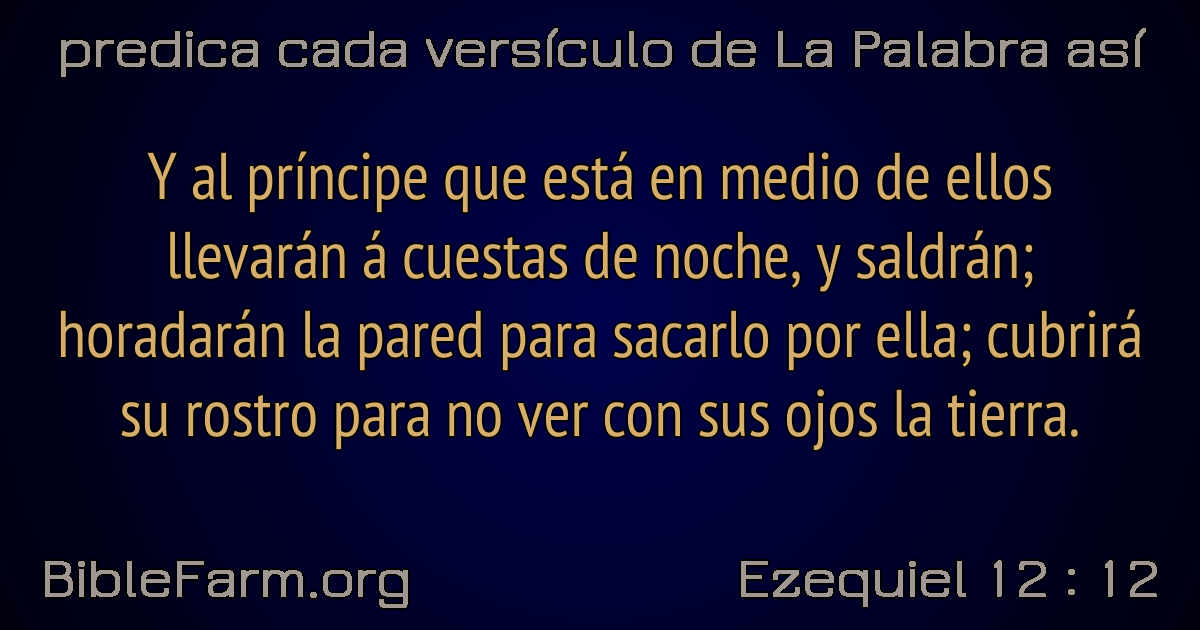 predica cada versículo de La Palabra así
Y al príncipe que está en medio de ellos
llevarán á cuestas de noche, y saldrán;
horadarán la pared para sacarlo por ella; cubrirá
su rostro para no ver con sus ojos la tierra.
BibleFarm.org
Ezequiel 12 : 12